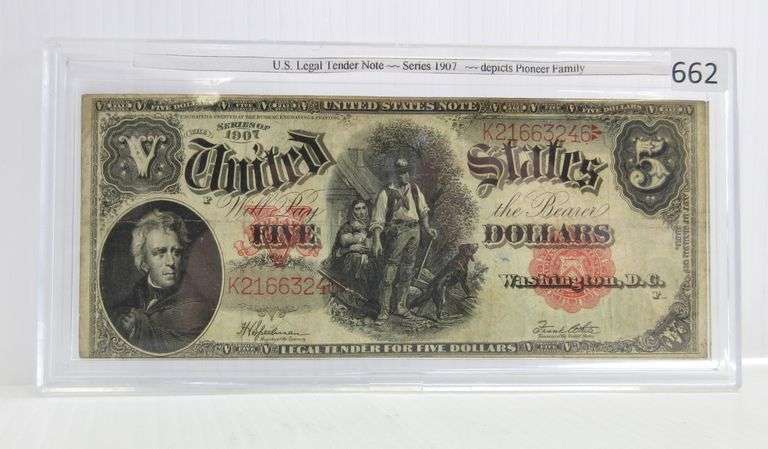 U.S. Legal Tender Note ~~ Series 1907 ~~ depicts Pioneer Family
662
UNITED STATES NOTE
SERIES OF
1907
K21663246
V
United States
5
Will Pay the Bearer
FIVE DOLLARS
K2166324
Washington, D.C.
LEGAL TENDER FOR FIVE DOLLARS